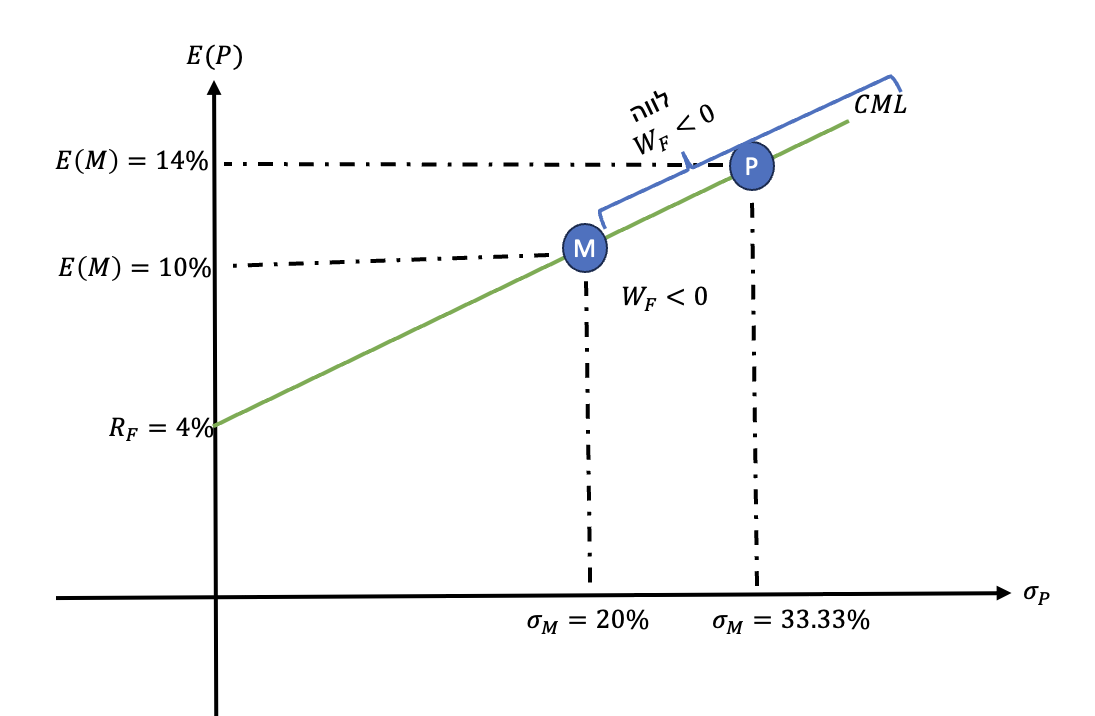 E(P)
לווה
W_F < 0
CML
E(M) = 14%
P
M
E(M) = 10%
W_F < 0
R_F = 4%
σ_P
σ_M = 20%
σ_M = 33.33%